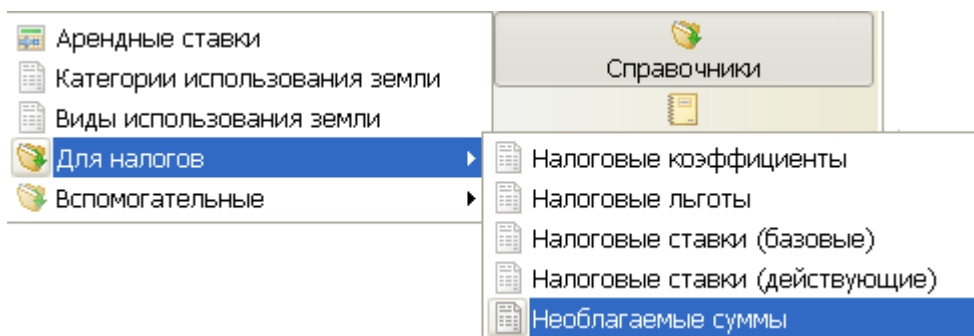 Арендные ставки
Категории использования земли
Виды использования земли
Для налогов
Вспомогательные
Справочники
Налоговые коэффициенты
Налоговые льготы
Налоговые ставки (базовые)
Налоговые ставки (действующие)
Необлагаемые суммы